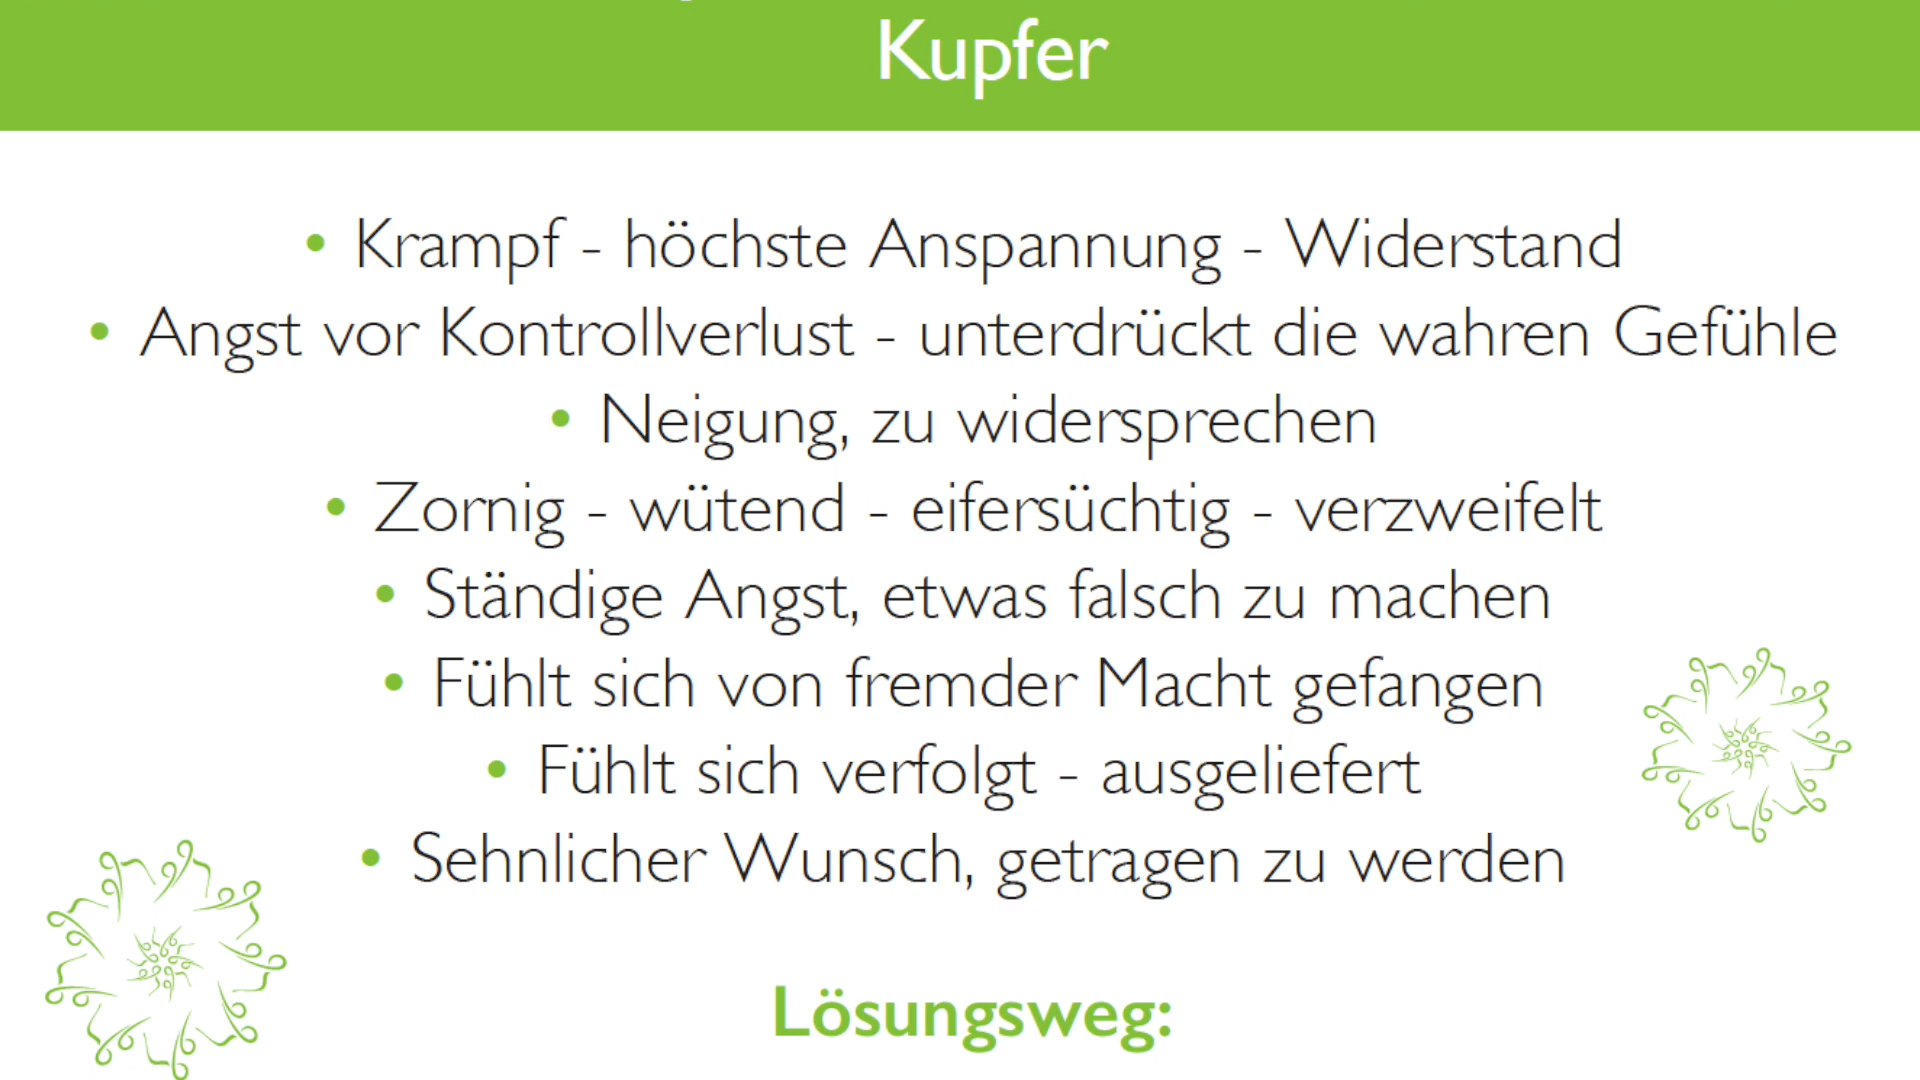 Kupfer
• Krampf - höchste Anspannung - Widerstand
• Angst vor Kontrollverlust - unterdrückt die wahren Gefühle
• Neigung, zu widersprechen
• Zornig - wütend - eifersüchtig - verzweifelt
• Ständige Angst, etwas falsch zu machen
• Fühlt sich von fremder Macht gefangen
• Fühlt sich verfolgt - ausgeliefert
• Sehnlicher Wunsch, getragen zu werden
Lösungsweg: